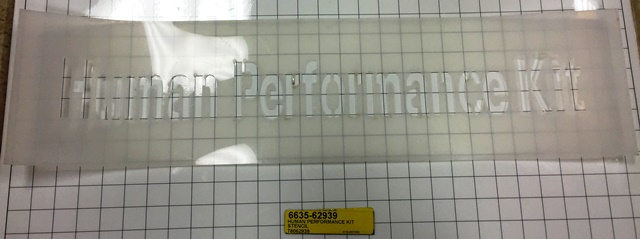 Human Performance Kit
6635-62939
HUMAN PERFORMANCE KIT
STENCIL